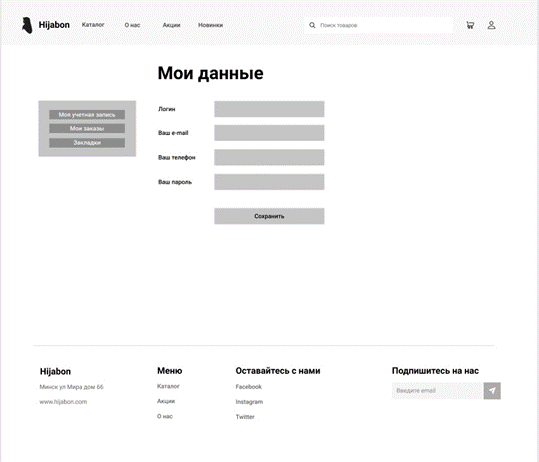 Hijabon Каталог О нас Акции Новинки Поиск товаров
Мои данные
Моя учетная запись
Мои заказы
Закладки
Логин
Ваш e-mail
Ваш телефон
Ваш пароль
Сохранить
Hijabon
Минск ул Мира дом 66
www.hijabon.com
Меню
Каталог
Акции
О нас
Оставайтесь с нами
Facebook
Instagram
Twitter
Подпишитесь на нас
Введите email